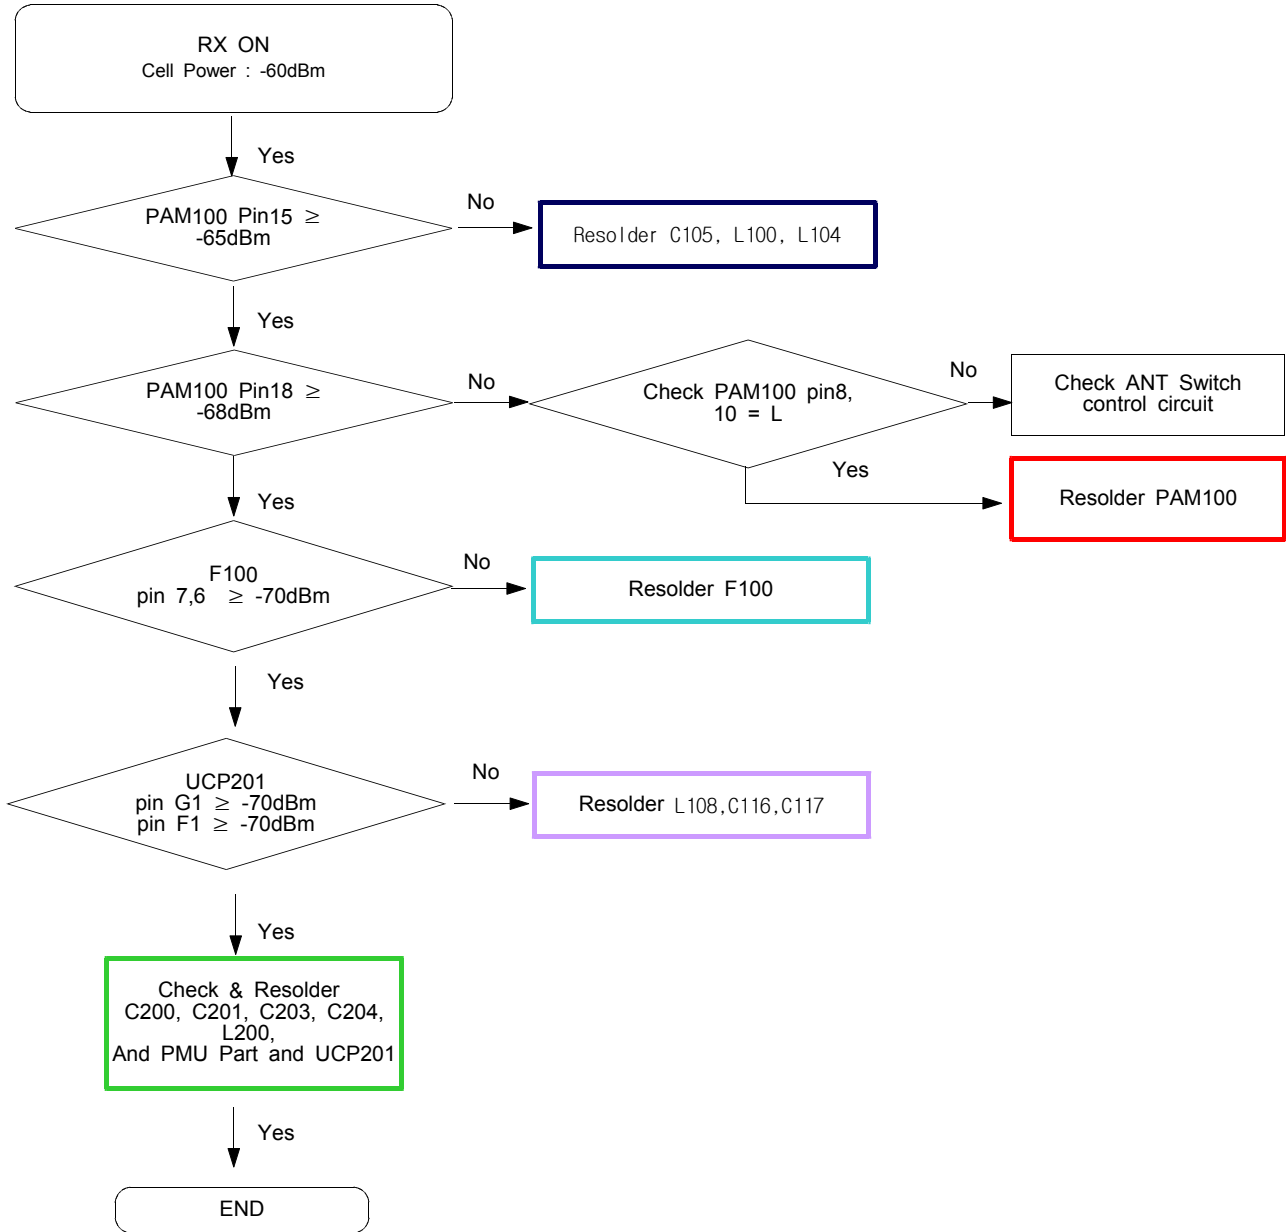 RX ON
Cell Power : -60dBm
Yes
PAM100 Pin15 ≥
-65dBm
No
Resolder C105, L100, L104
Yes
PAM100 Pin18 ≥
-68dBm
No
Check PAM100 pin8,
10 = L
No
Check ANT Switch
control circuit
Yes
Resolder PAM100
Yes
F100
pin 7,6 ≥ -70dBm
No
Resolder F100
Yes
UCP201
pin G1 ≥ -70dBm
pin F1 ≥ -70dBm
No
Resolder L108,C116,C117
Yes
Check & Resolder
C200, C201, C203, C204,
L200,
And PMU Part and UCP201
Yes
END